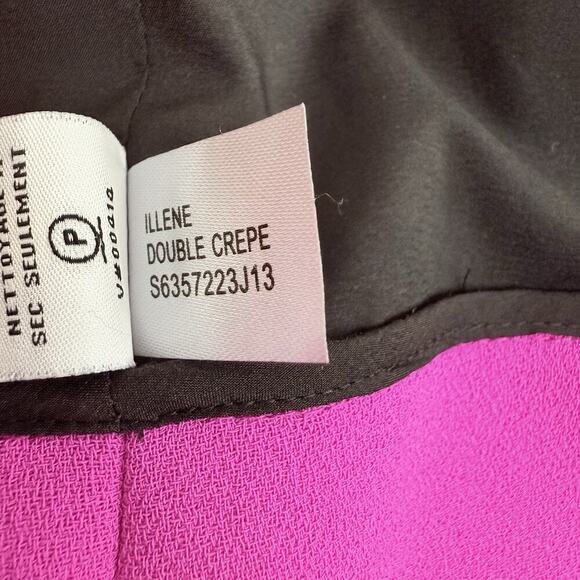 SEC SEULEMENT
P
ILLENE
DOUBLE CREPE
S6357223J13